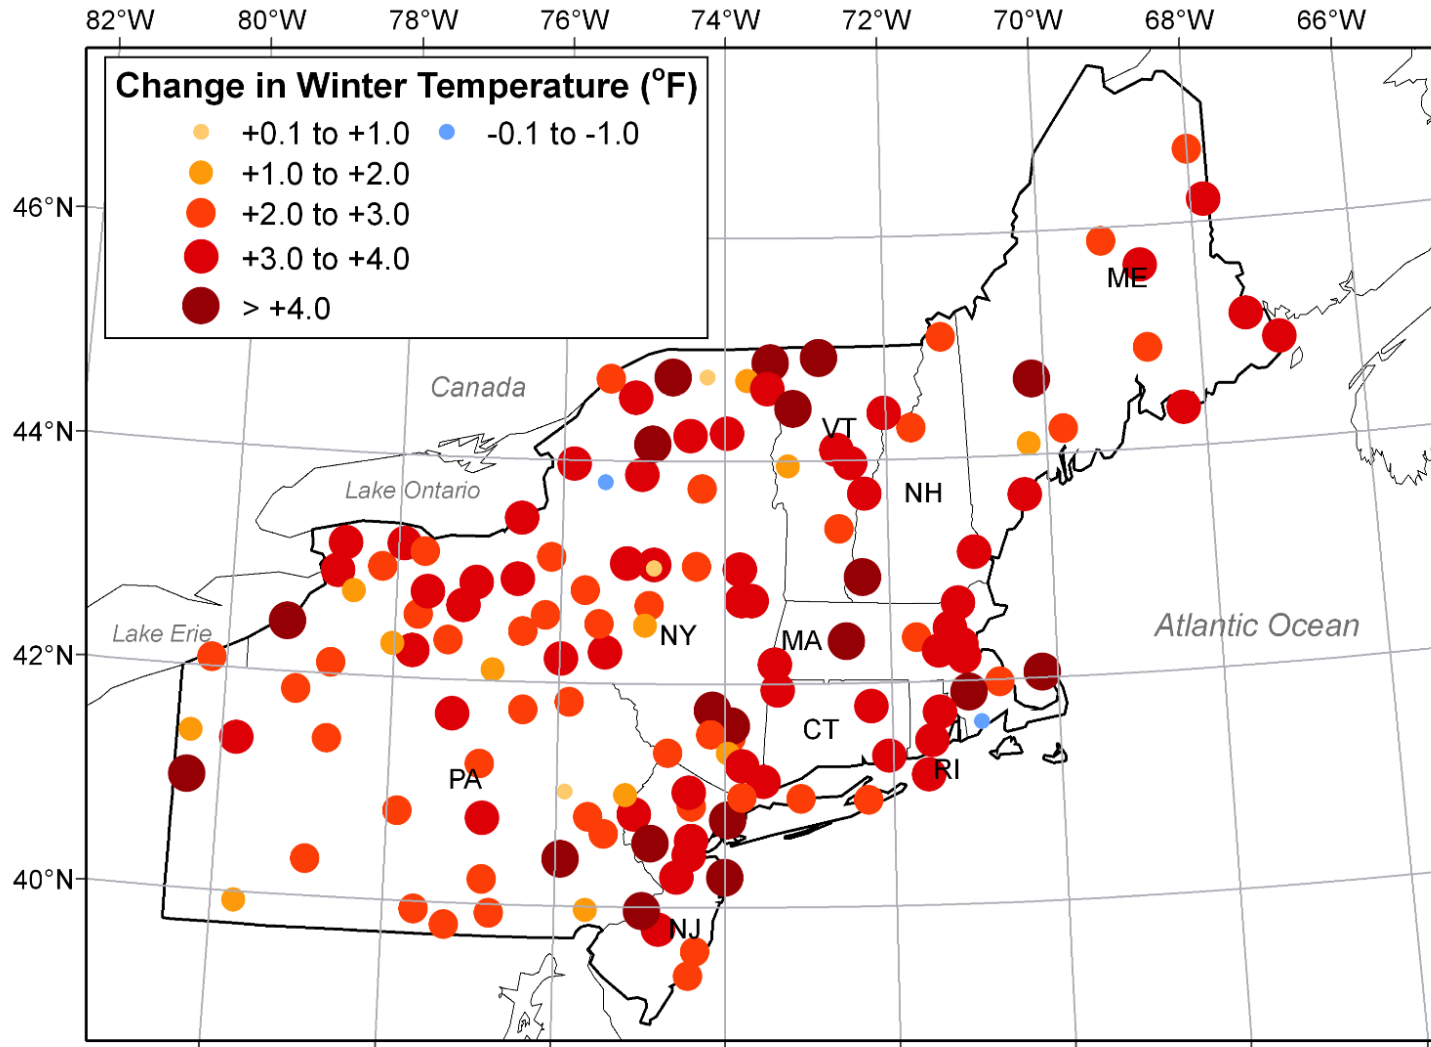 82°W 80°W 78°W 76°W 74°W 72°W 70°W 68°W 66°W
Change in Winter Temperature (°F)
+0.1 to +1.0 -0.1 to -1.0
+1.0 to +2.0
+2.0 to +3.0
+3.0 to +4.0
> +4.0
46°N
44°N
42°N
40°N
ME
Canada
VT
Lake Ontario
NH
Lake Erie
NY
MA
Atlantic Ocean
CT
RI
PA
NJ